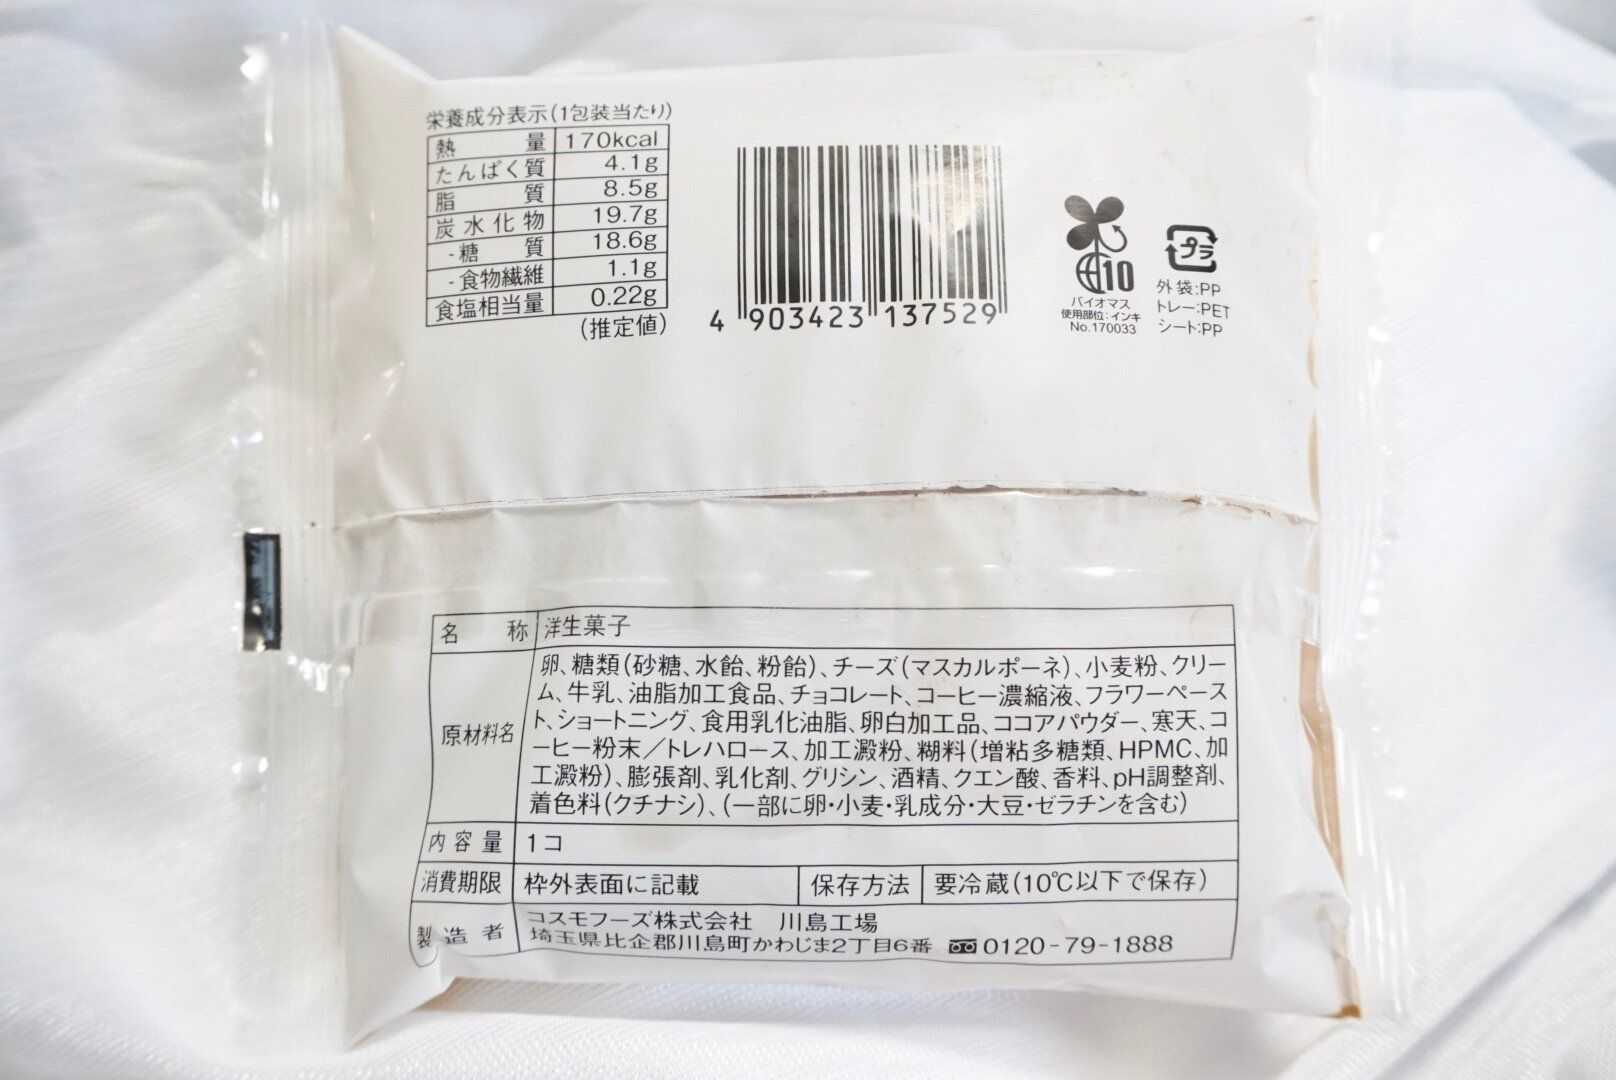 栄養成分表示(1包装当たり)
熱量 170kcal
たんぱく質 4.1g
脂質 8.5g
炭水化物 19.7g
-糖質 18.6g
-食物繊維 1.1g
食塩相当量 0.22g
(推定値)
4 903423 137529
10
バイオマス
使用部位:インキ
No.170033
プラ
外袋:PP
トレー:PET
シート:PP
名称 洋生菓子
原材料名
卵、糖類(砂糖、水飴、粉飴)、チーズ(マスカルポーネ)、小麦粉、クリー
ム、牛乳、油脂加工食品、チョコレート、コーヒー濃縮液、フラワーペース
ト、ショートニング、食用乳化油脂、卵白加工品、ココアパウダー、寒天、コ
ーヒー粉末/トレハロース、加工澱粉、糊料(増粘多糖類、HPMC、加
工澱粉)、膨張剤、乳化剤、グリシン、酒精、クエン酸、香料、pH調整剤、
着色料(クチナシ)、(一部に卵・小麦・乳成分・大豆・ゼラチンを含む)
内容量 1コ
消費期限 枠外表面に記載 保存方法 要冷蔵(10℃以下で保存)
製造者 コスモフーズ株式会社 川島工場
埼玉県比企郡川島町かわじま2丁目6番 0120-79-1888